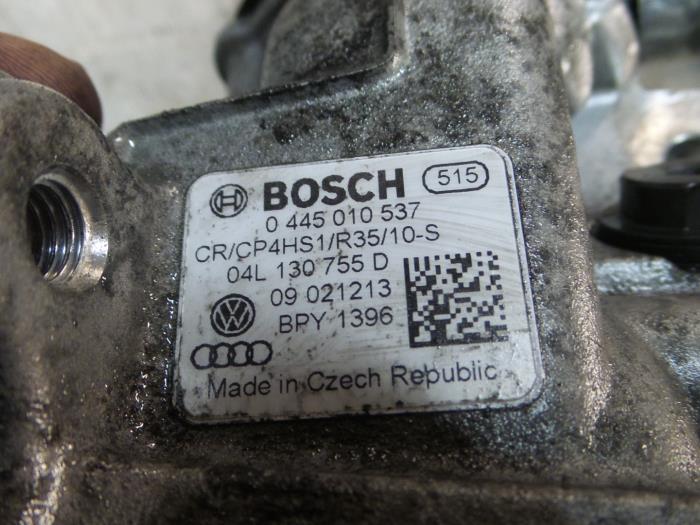 BOSCH 515
0 445 010 537
CR/CP4HS1/R35/10-S
04L 130 755 D
09 021213
BPY 1396
Made in Czech Republic